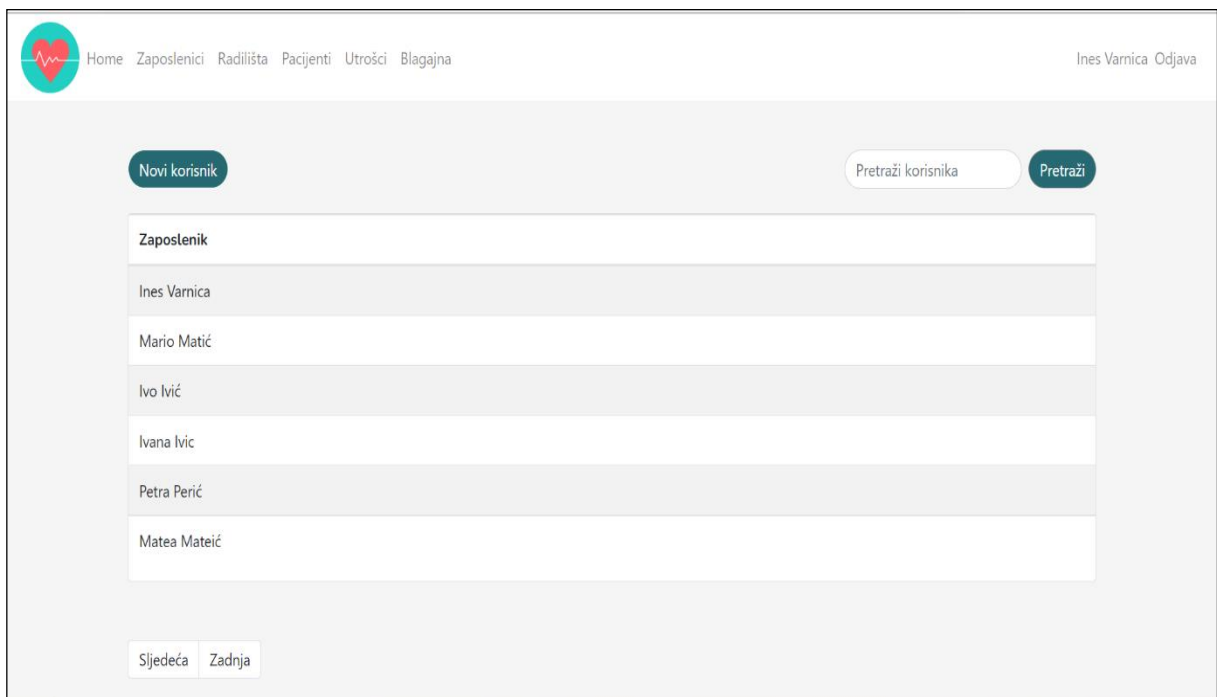 Home Zaposlenici Radilišta Pacijenti Utrošci Blagajna Ines Varnica Odjava
Novi korisnik Pretraži korisnika Pretraži
Zaposlenik
Ines Varnica
Mario Matić
Ivo Ivić
Ivana Ivic
Petra Perić
Matea Mateić
Sljedeća Zadnja